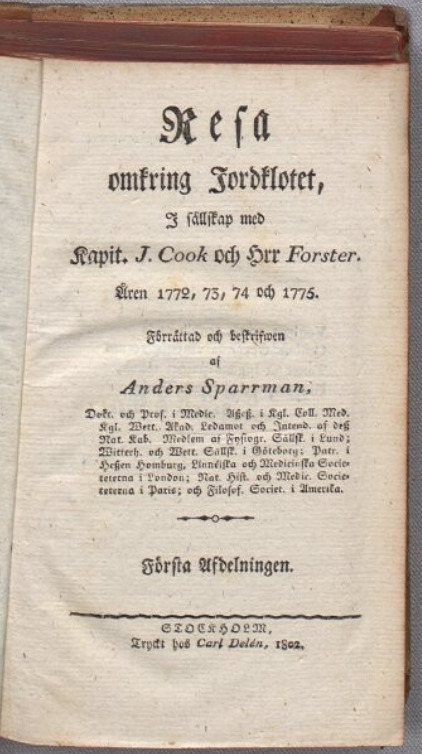 Resa
omkring Jordklotet,
I sällskap med
Kapit. J. Cook och Hrr Forster.
Åren 1772, 73, 74 och 1775.
Förrättad och beskrifwen
af
Anders Sparrman,
Dokt. och Prof. i Medic. Aßeß. i Kgl. Coll. Med.
Kgl. Wett. Akad. Ledamot och Intend. af deß
Nat. Kab. Medlem af Fysiogr. Sällsk. i Lund;
Witterh. och Wett. Sällsk. i Göteborg; Patr. i
Heßen Homburg, Linnéiska och Medicinska Socie-
teterna i London; Nat. Hist. och Medic. Socie-
teterna i Paris; och Filosof. Societ. i Amerika.
Första Afdelningen.
STOCKHOLM,
Tryckt hos Carl Delén, 1802.